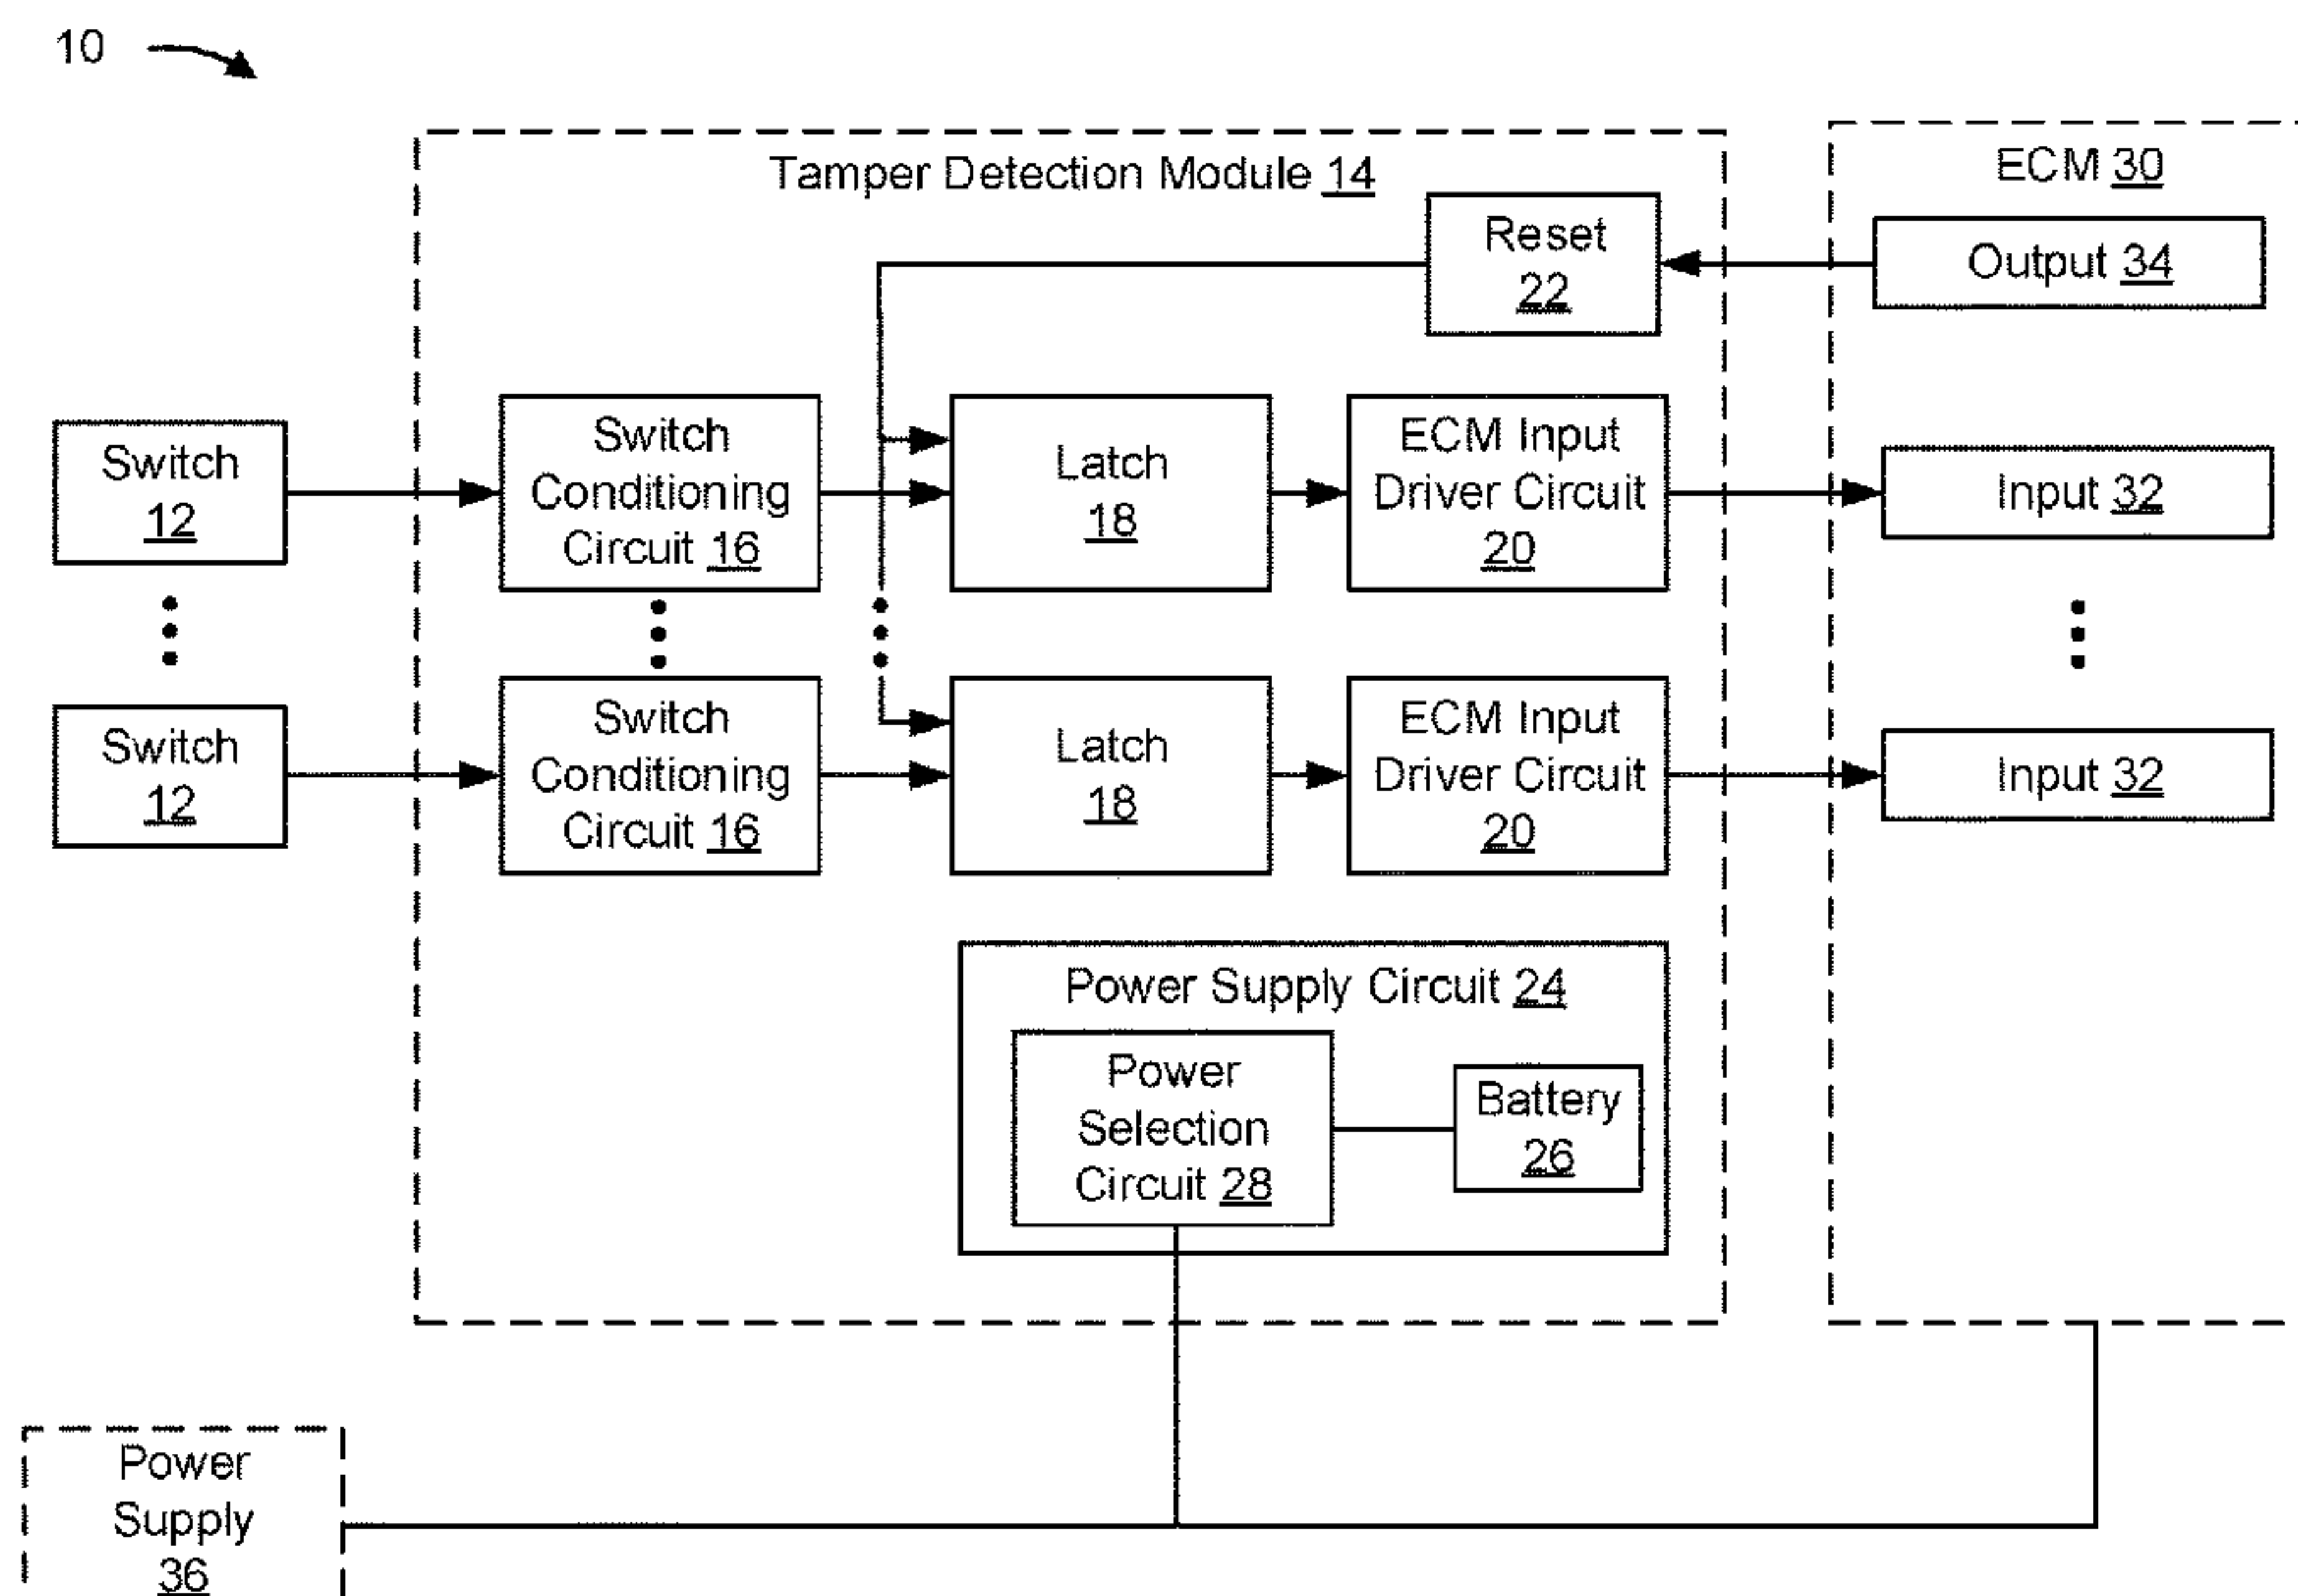 10
Tamper Detection Module 14
ECM 30
Reset
22
Output 34
Switch
12
Switch
Conditioning
Circuit 16
Latch
18
ECM Input
Driver Circuit
20
Input 32
Switch
12
Switch
Conditioning
Circuit 16
Latch
18
ECM Input
Driver Circuit
20
Input 32
Power Supply Circuit 24
Power
Selection
Circuit 28
Battery
26
Power
Supply
36